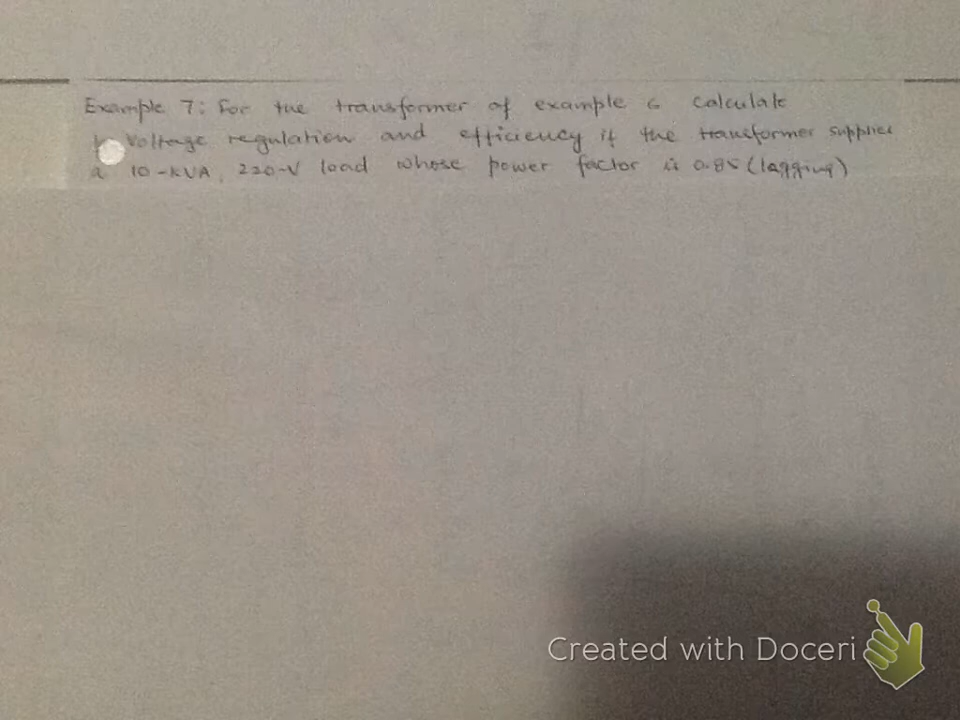 Example 7: For the transformer of example 6 calculate
voltage regulation and efficiency if the transformer supplies
a 10-kVA, 220-V load whose power factor is 0.85 (lagging)
Created with Doceri